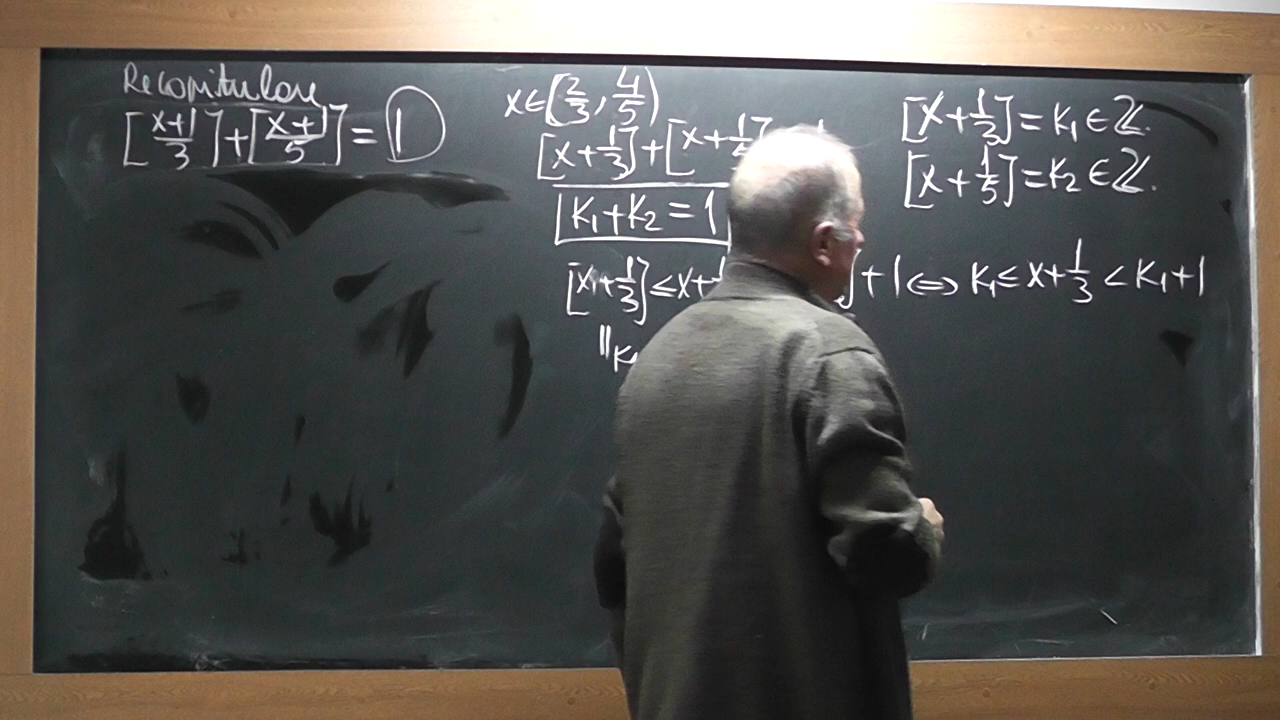 Recapitulare
[x+1/3]+[x+1/5]=1
x∈[2/3, 4/5)
[x+1/3]+[x+1/5]
K₁+K₂=1
[x+1/3]≤x+
]+1⇔K₁≤x+1/3<K₁+1
"K₁
[x+1/3]=K₁∈ℤ.
[x+1/5]=K₂∈ℤ.